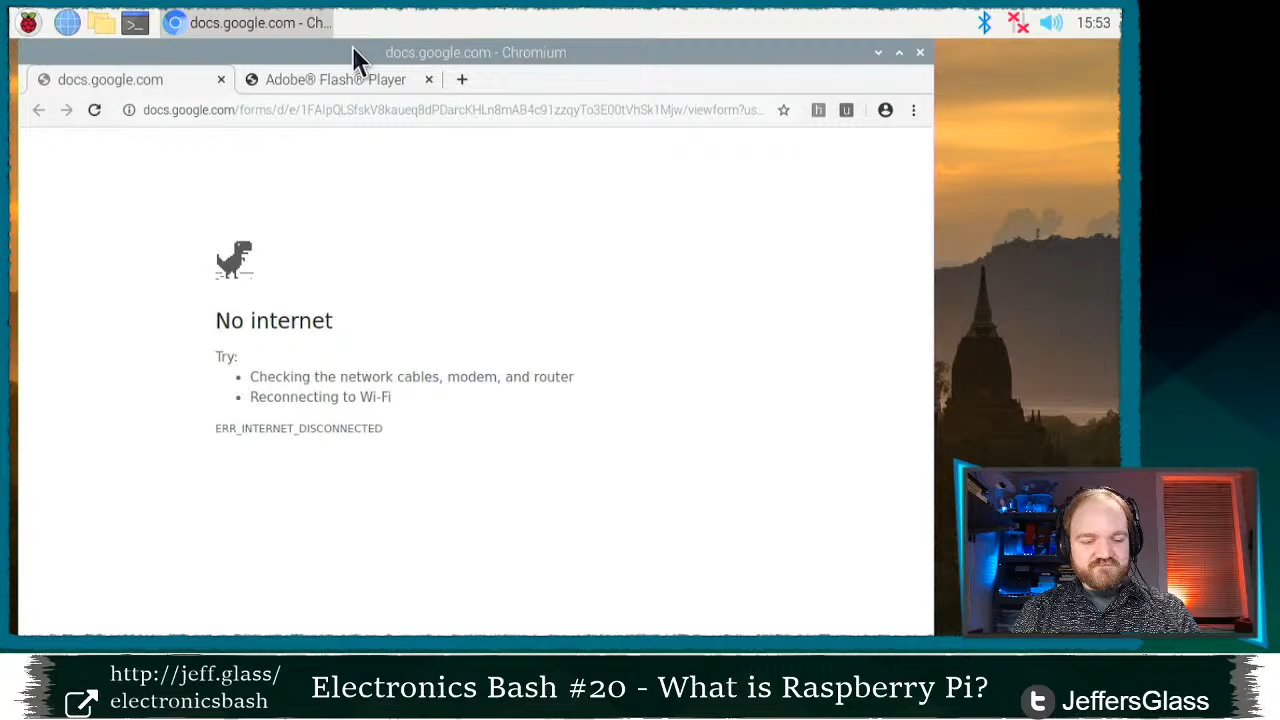 docs.google.com - Ch...
15:53
docs.google.com - Chromium
docs.google.com
Adobe® Flash® Player
docs.google.com/forms/d/e/1FAIpQLSfskV8kaueq8dPDarcKHLn8mAB4c91zzqyTo3E00tVhSk1Mjw/viewform?us...
h
u
No internet
Try:
Checking the network cables, modem, and router
Reconnecting to Wi-Fi
ERR_INTERNET_DISCONNECTED
http://jeff.glass/
electronicsbash
Electronics Bash #20 - What is Raspberry Pi?
JeffersGlass